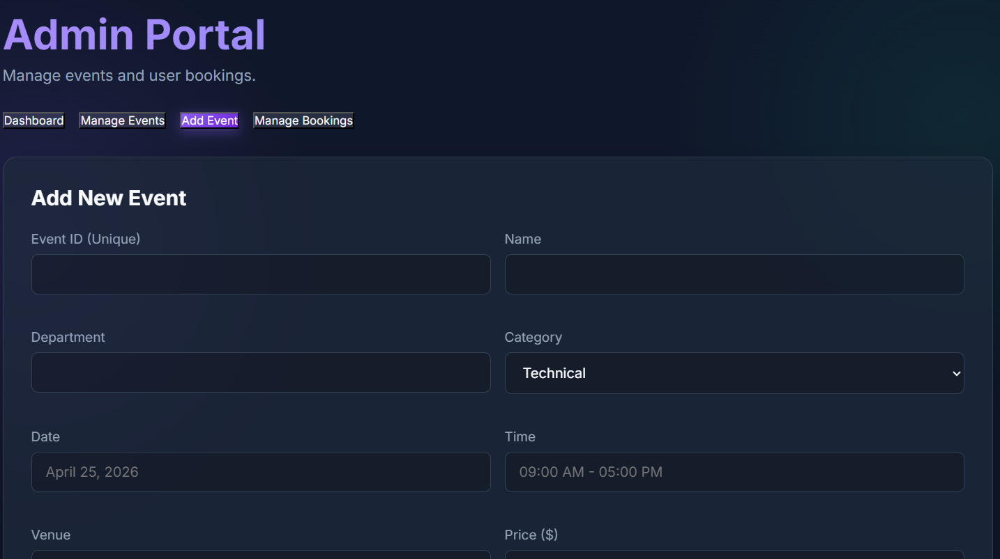 Admin Portal
Manage events and user bookings.
Dashboard Manage Events Add Event Manage Bookings
Add New Event
Event ID (Unique) Name
Department Category
Technical
Date Time
April 25, 2026 09:00 AM - 05:00 PM
Venue Price ($)